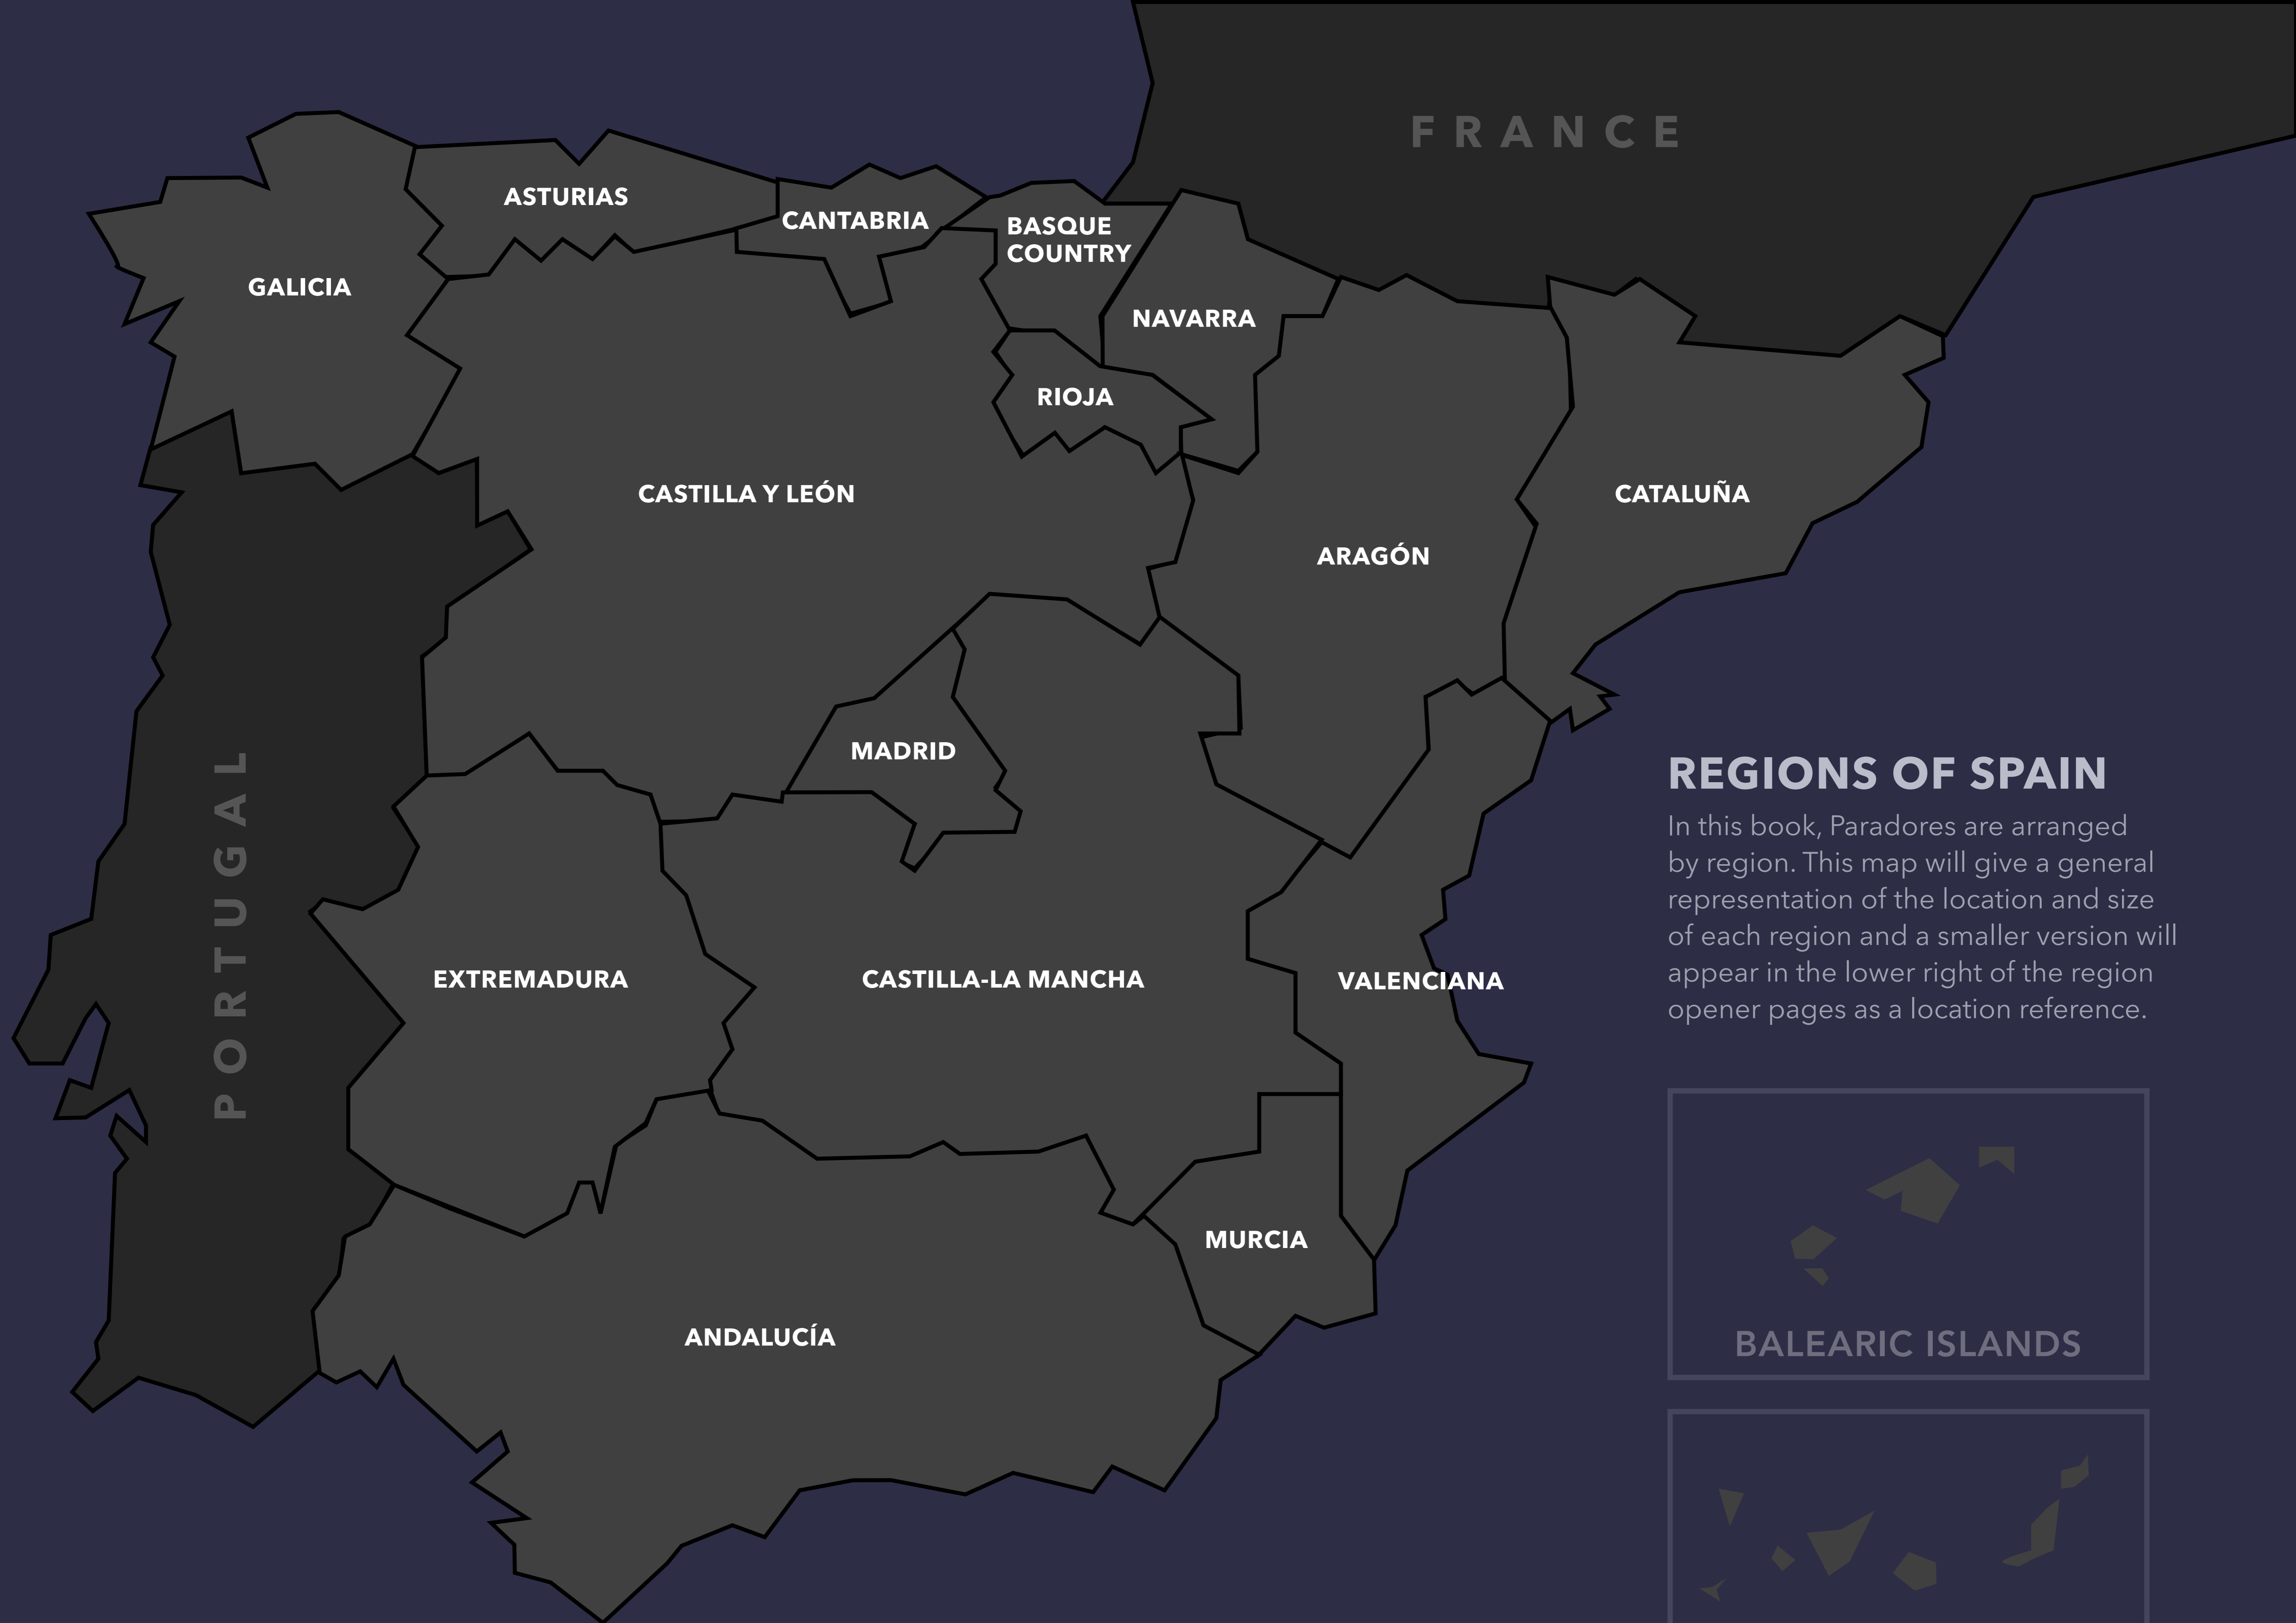 FRANCE
ASTURIAS
CANTABRIA
BASQUE
COUNTRY
GALICIA
NAVARRA
RIOJA
CASTILLA Y LEÓN
CATALUÑA
ARAGÓN
MADRID
PORTUGAL
EXTREMADURA
CASTILLA-LA MANCHA
VALENCIANA
MURCIA
ANDALUCÍA
REGIONS OF SPAIN
In this book, Paradores are arranged
by region. This map will give a general
representation of the location and size
of each region and a smaller version will
appear in the lower right of the region
opener pages as a location reference.
BALEARIC ISLANDS